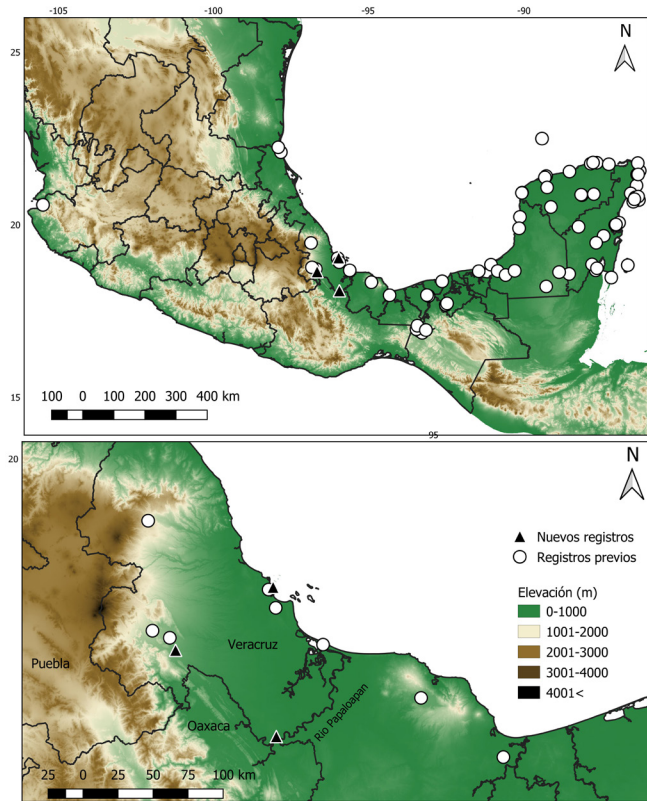 -105 -100 -95 -90
25
N
20
15
100 0 100 200 300 400 km
95
20
N
Nuevos registros
Registros previos
Elevación (m)
0-1000
1001-2000
2001-3000
3001-4000
4001<
Veracruz
Puebla
Río Papaloapan
Oaxaca
25 0 25 50 75 100 km